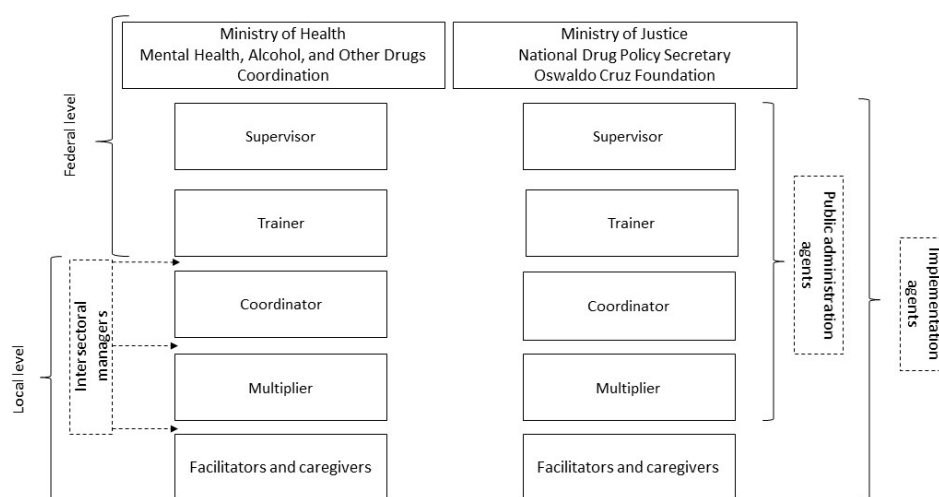 Ministry of Health
Mental Health, Alcohol, and Other Drugs
Coordination
Ministry of Justice
National Drug Policy Secretary
Oswaldo Cruz Foundation
Federal level
Supervisor
Supervisor
Trainer
Trainer
Public administration
agents
Implementation
agents
Local level
Intersectoral
managers
Coordinator
Coordinator
Multiplier
Multiplier
Facilitators and caregivers
Facilitators and caregivers